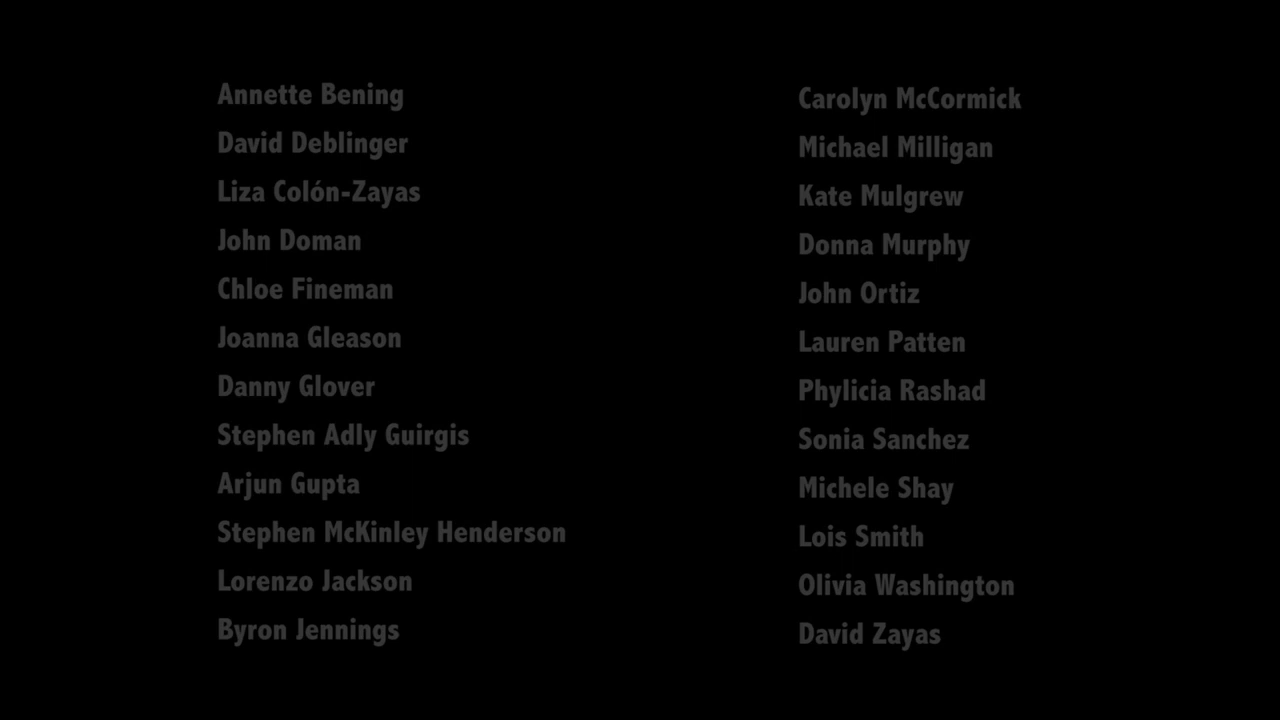 Annette Bening
David Deblinger
Liza Colón-Zayas
John Doman
Chloe Fineman
Joanna Gleason
Danny Glover
Stephen Adly Guirgis
Arjun Gupta
Stephen McKinley Henderson
Lorenzo Jackson
Byron Jennings
Carolyn McCormick
Michael Milligan
Kate Mulgrew
Donna Murphy
John Ortiz
Lauren Patten
Phylicia Rashad
Sonia Sanchez
Michele Shay
Lois Smith
Olivia Washington
David Zayas